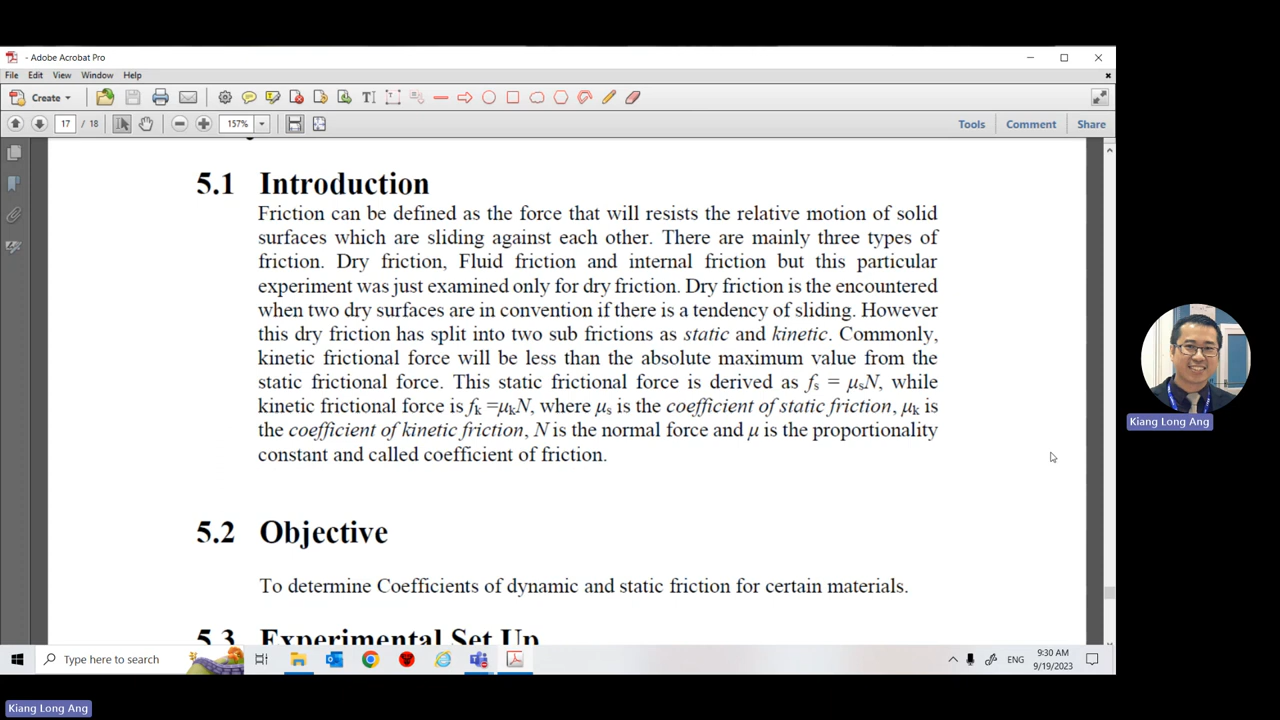 - Adobe Acrobat Pro
File Edit View Window Help
Create
17 / 18 157% Tools Comment Share
5.1 Introduction
Friction can be defined as the force that will resists the relative motion of solid
surfaces which are sliding against each other. There are mainly three types of
friction. Dry friction, Fluid friction and internal friction but this particular
experiment was just examined only for dry friction. Dry friction is the encountered
when two dry surfaces are in convention if there is a tendency of sliding. However
this dry friction has split into two sub frictions as static and kinetic. Commonly,
kinetic frictional force will be less than the absolute maximum value from the
static frictional force. This static frictional force is derived as fs = μsN, while
kinetic frictional force is fk =μkN, where μs is the coefficient of static friction, μk is
the coefficient of kinetic friction, N is the normal force and μ is the proportionality
constant and called coefficient of friction.
Kiang Long Ang
5.2 Objective
To determine Coefficients of dynamic and static friction for certain materials.
5.3 Experimental Set Up
Type here to search
ENG
9:30 AM
9/19/2023
Kiang Long Ang